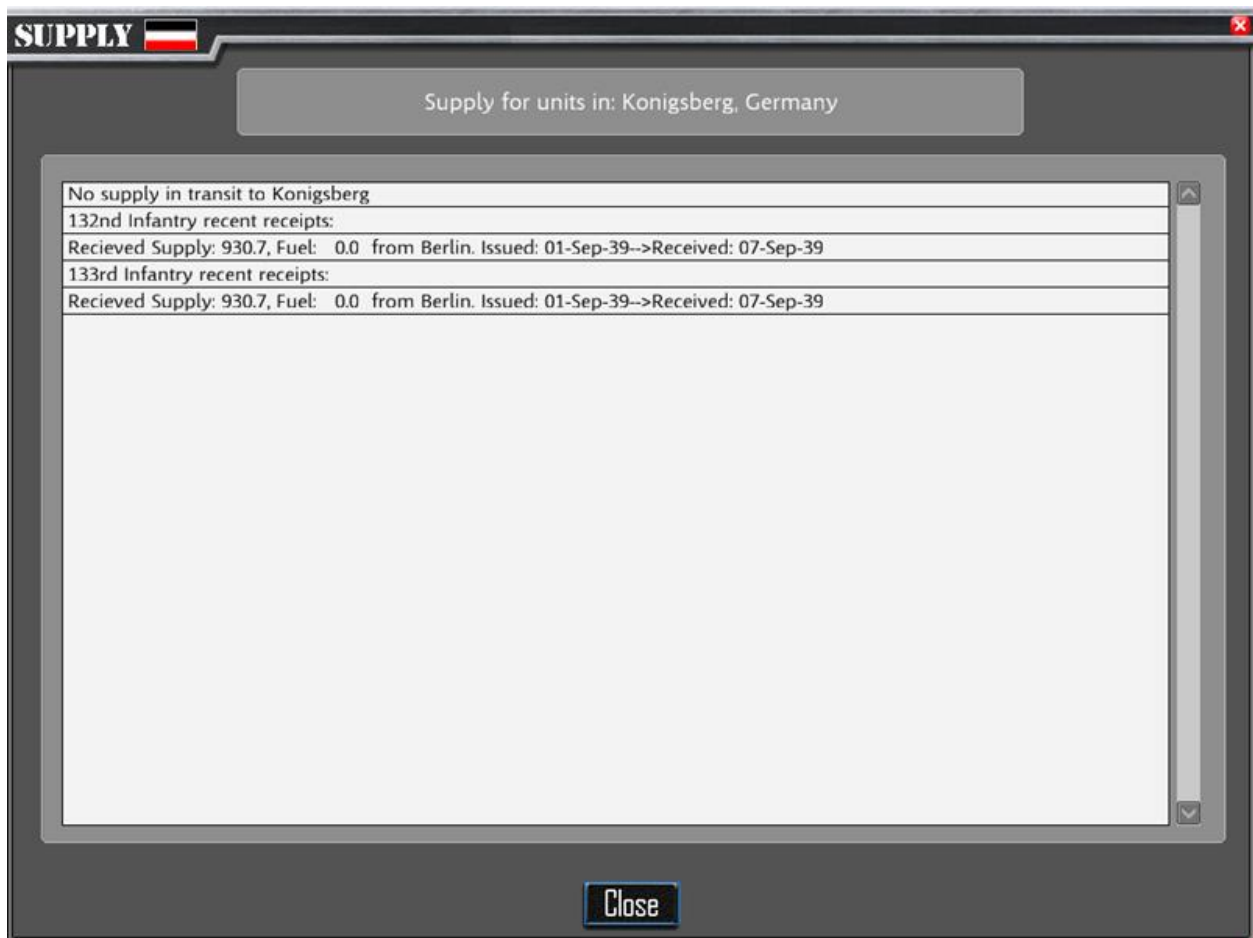 SUPPLY
Supply for units in: Konigsberg, Germany
No supply in transit to Konigsberg
132nd Infantry recent receipts:
Recieved Supply: 930.7, Fuel: 0.0 from Berlin. Issued: 01-Sep-39-->Received: 07-Sep-39
133rd Infantry recent receipts:
Recieved Supply: 930.7, Fuel: 0.0 from Berlin. Issued: 01-Sep-39-->Received: 07-Sep-39
Close